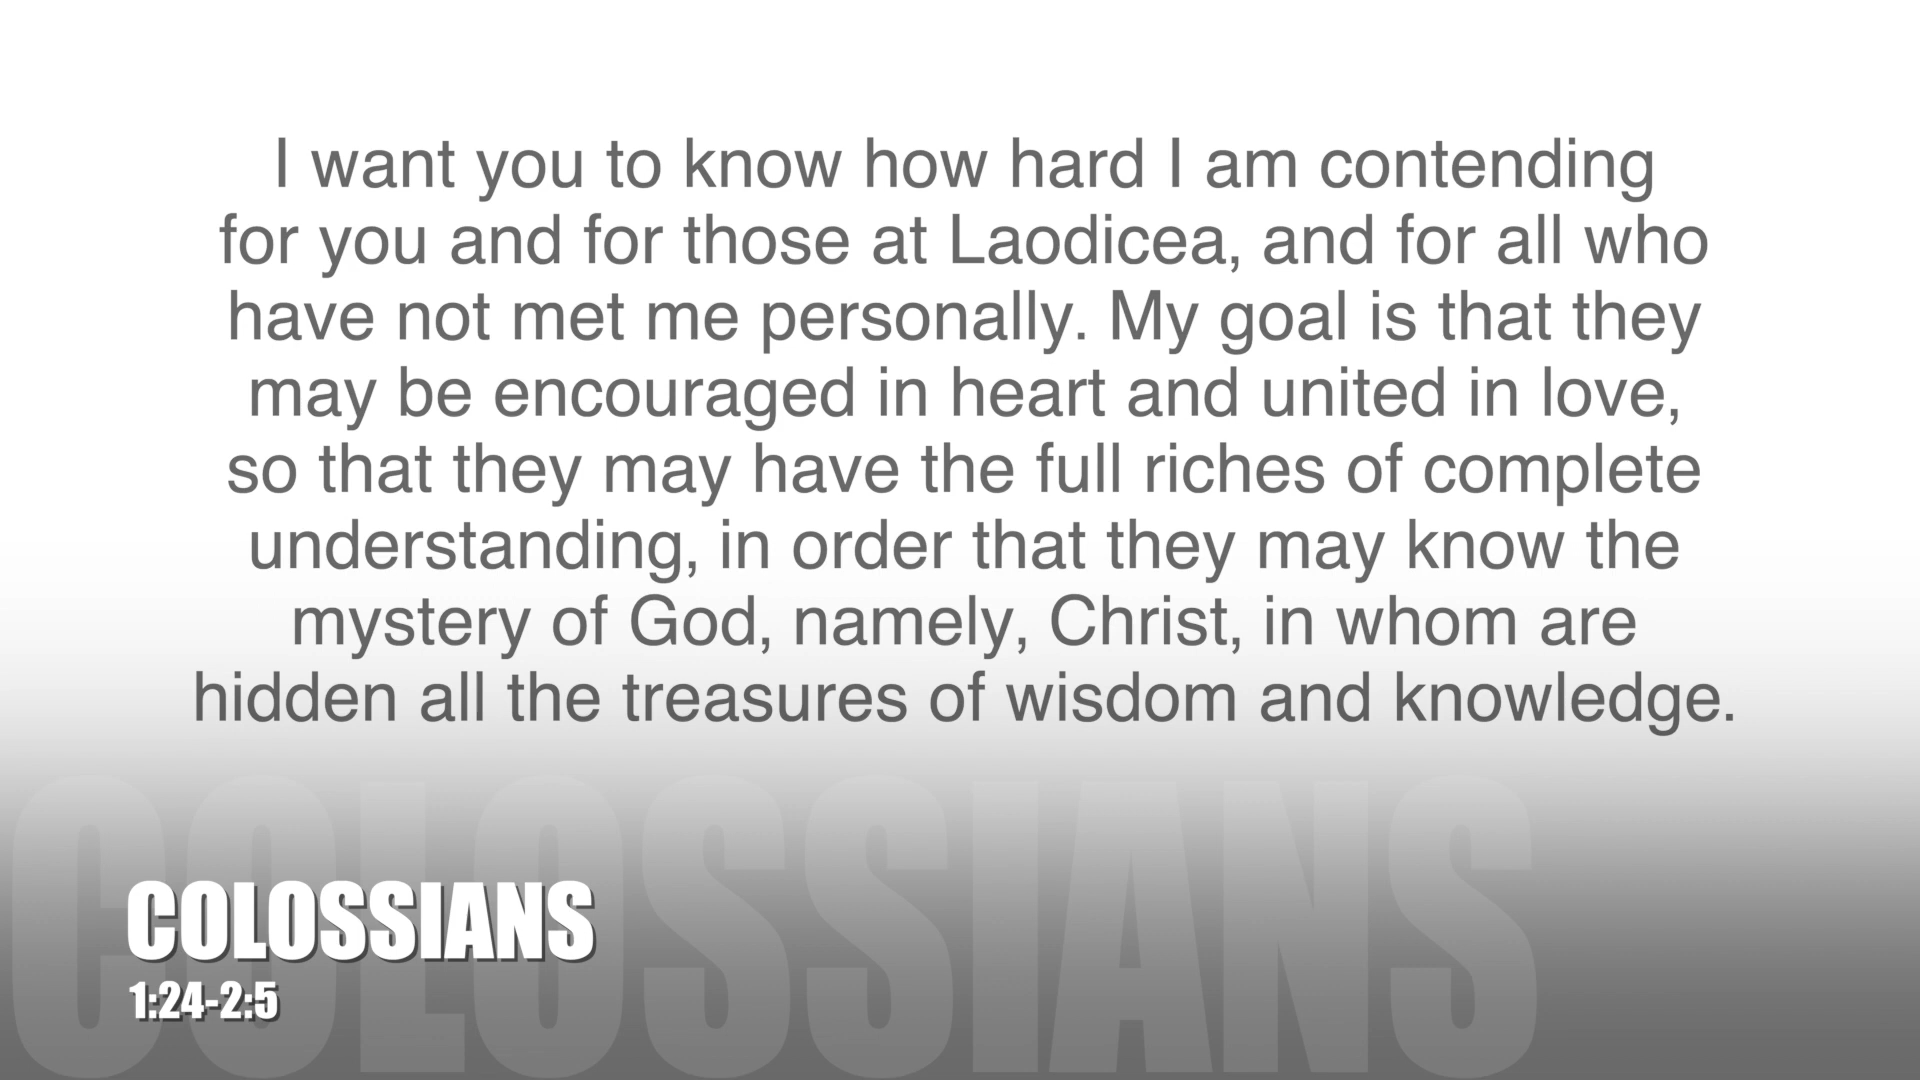 I want you to know how hard I am contending
for you and for those at Laodicea, and for all who
have not met me personally. My goal is that they
may be encouraged in heart and united in love,
so that they may have the full riches of complete
understanding, in order that they may know the
mystery of God, namely, Christ, in whom are
hidden all the treasures of wisdom and knowledge.
COLOSSIANS
COLOSSIANS
1:24-2:5